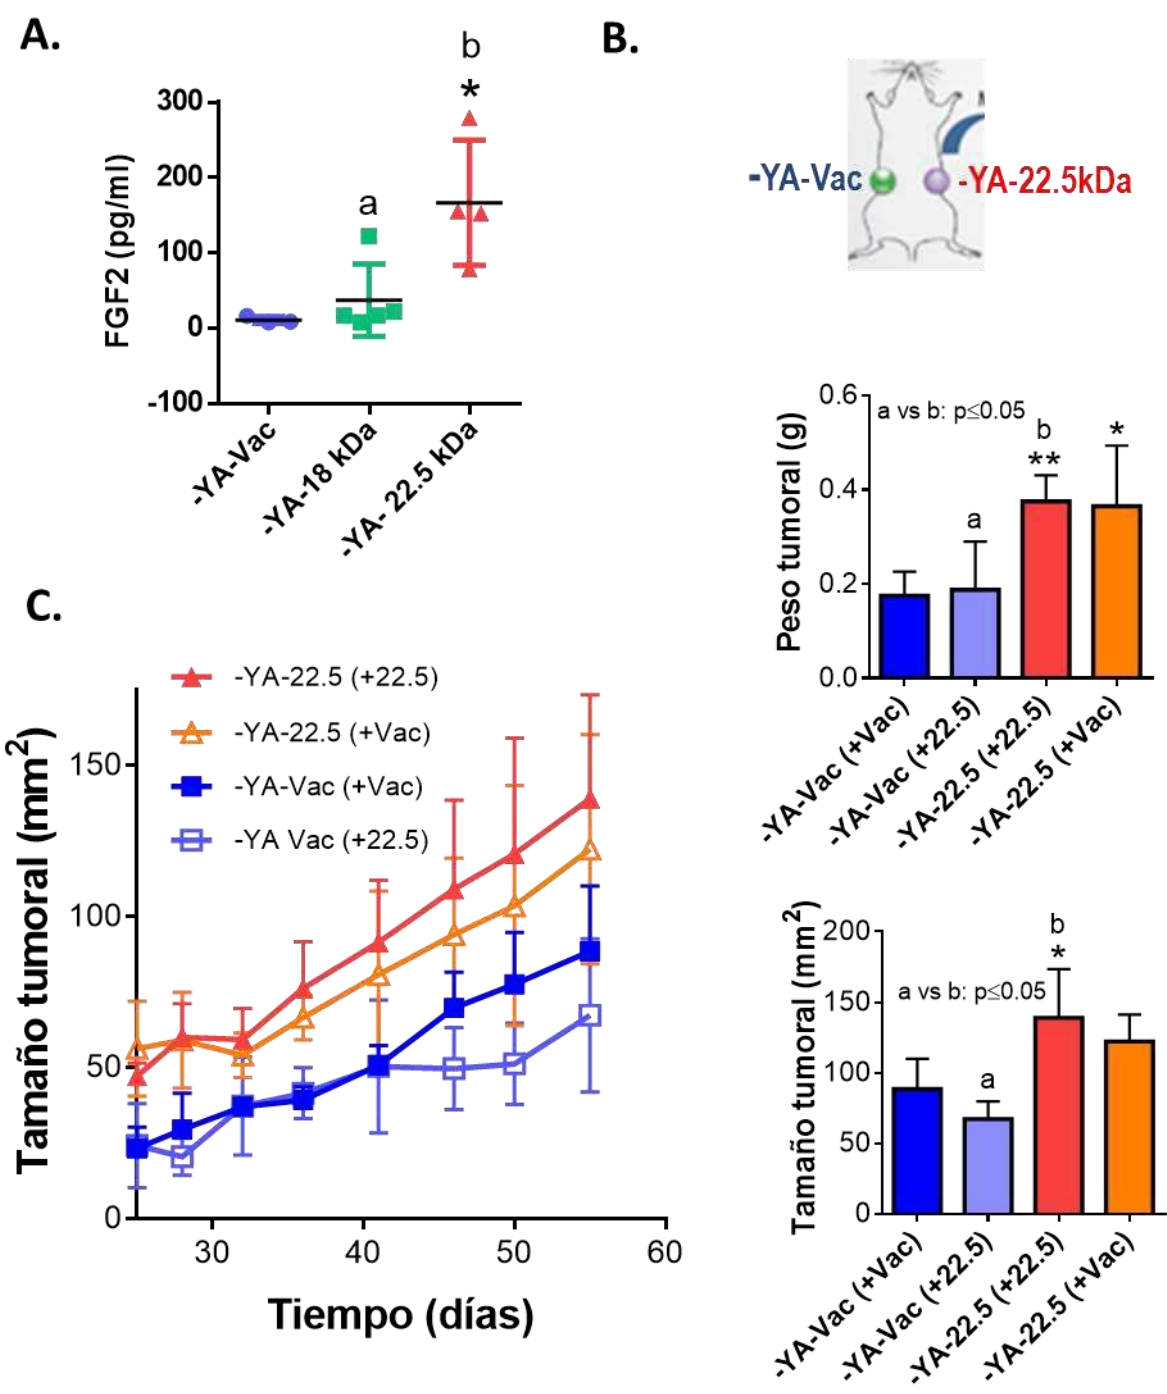 A.
b
*
300
200
100
0
-100
FGF2 (pg/ml)
a
-YA-Vac
-YA-18 kDa
-YA- 22.5 kDa
B.
-YA-Vac
-YA-22.5kDa
0.6
0.4
0.2
0.0
Peso tumoral (g)
a vs b: p≤0.05
a
b
**
*
-YA-Vac (+Vac)
-YA-Vac (+22.5)
-YA-22.5 (+22.5)
-YA-22.5 (+Vac)
C.
-YA-22.5 (+22.5)
-YA-22.5 (+Vac)
-YA-Vac (+Vac)
-YA Vac (+22.5)
150
100
50
0
Tamaño tumoral (mm²)
30
40
50
60
Tiempo (días)
200
150
100
50
0
Tamaño tumoral (mm²)
a vs b: p≤0.05
a
b
*
-YA-Vac (+Vac)
-YA-Vac (+22.5)
-YA-22.5 (+22.5)
-YA-22.5 (+Vac)